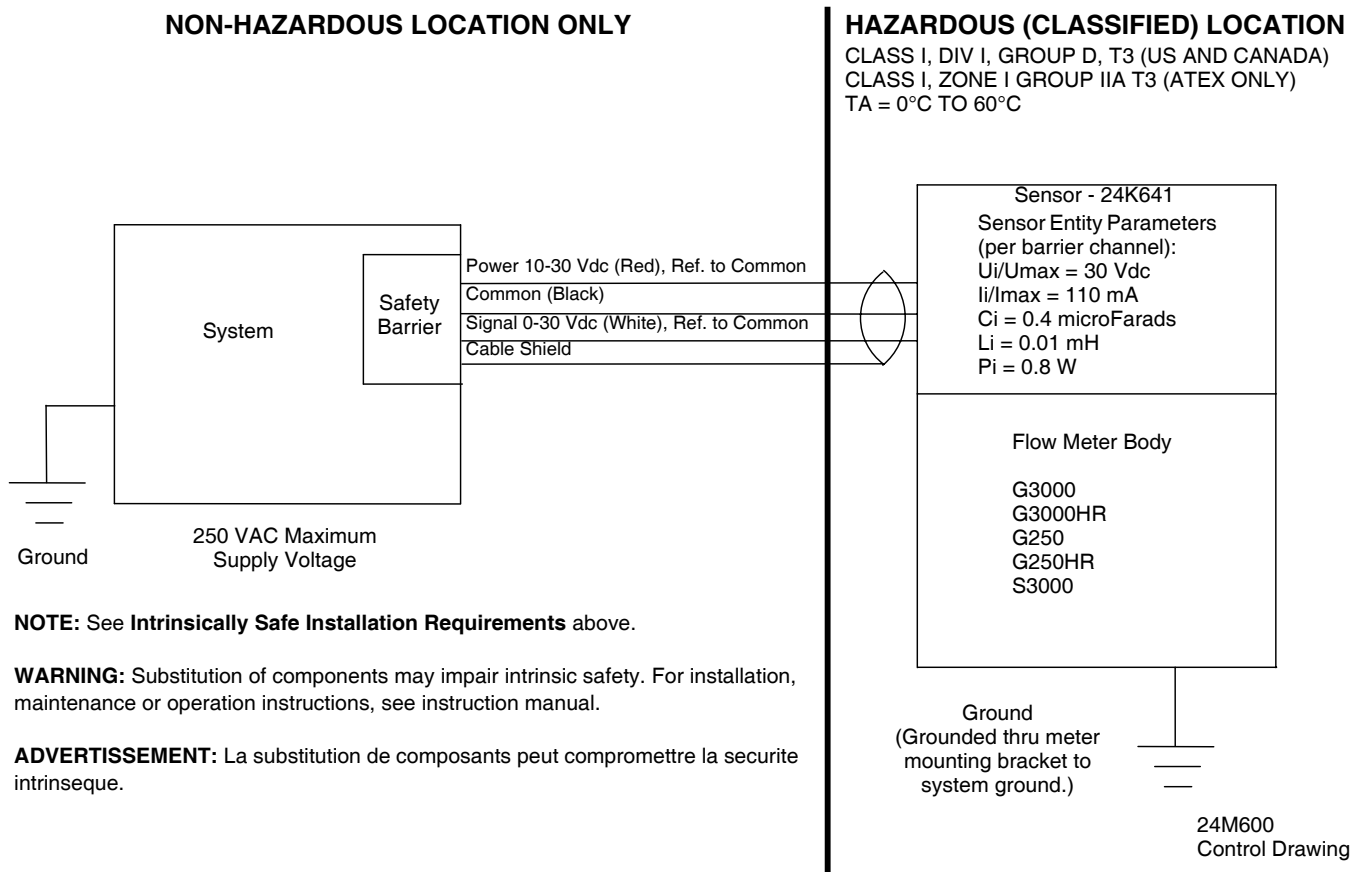 NON-HAZARDOUS LOCATION ONLY
HAZARDOUS (CLASSIFIED) LOCATION
CLASS I, DIV I, GROUP D, T3 (US AND CANADA)
CLASS I, ZONE I GROUP IIA T3 (ATEX ONLY)
TA = 0°C TO 60°C
System
Safety
Barrier
Power 10-30 Vdc (Red), Ref. to Common
Common (Black)
Signal 0-30 Vdc (White), Ref. to Common
Cable Shield
Sensor - 24K641
Sensor Entity Parameters
(per barrier channel):
Ui/Umax = 30 Vdc
Ii/Imax = 110 mA
Ci = 0.4 microFarads
Li = 0.01 mH
Pi = 0.8 W
Flow Meter Body
G3000
G3000HR
G250
G250HR
S3000
Ground
250 VAC Maximum
Supply Voltage
NOTE: See Intrinsically Safe Installation Requirements above.
WARNING: Substitution of components may impair intrinsic safety. For installation,
maintenance or operation instructions, see instruction manual.
ADVERTISSEMENT: La substitution de composants peut compromettre la securite
intrinseque.
Ground
(Grounded thru meter
mounting bracket to
system ground.)
24M600
Control Drawing